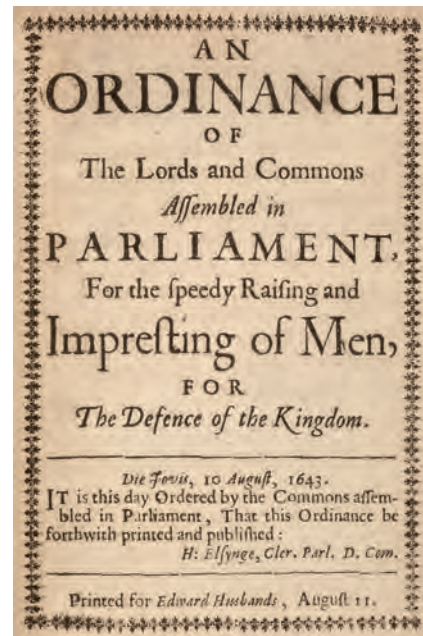 AN
ORDINANCE
OF
The Lords and Commons
Aſſembled in
PARLIAMENT,
For the ſpeedy Raiſing and
Impreſting of Men,
FOR
The Defence of the Kingdom.
Die Jovis, 10 Auguſt, 1643.
IT is this day Ordered by the Commons aſſem-
bled in Parliament, That this Ordinance be
forthwith printed and publiſhed:
H: Elſynge, Cler. Parl. D. Com.
Printed for Edward Husbands, Auguſt 11.